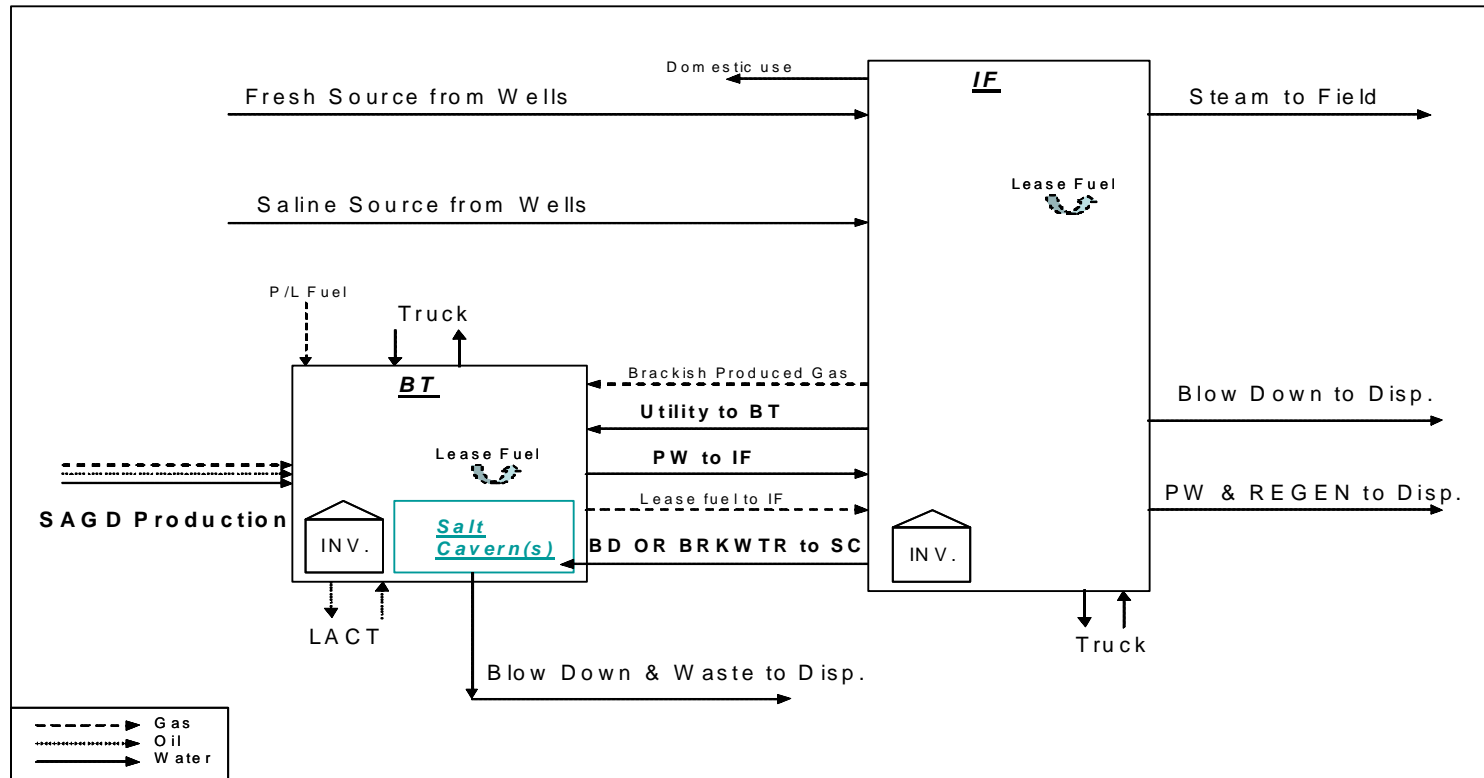 Domestic use
IF
Fresh Source from Wells
Steam to Field
Lease Fuel
Saline Source from Wells
P/L Fuel
Truck
BT
Brackish Produced Gas
Utility to BT
Blow Down to Disp.
Lease Fuel
PW to IF
Lease fuel to IF
PW & REGEN to Disp.
SAGD Production
INV.
Salt
Cavern(s)
BD OR BRKWTR to SC
INV.
LACT
Truck
Blow Down & Waste to Disp.
Gas
Oil
Water